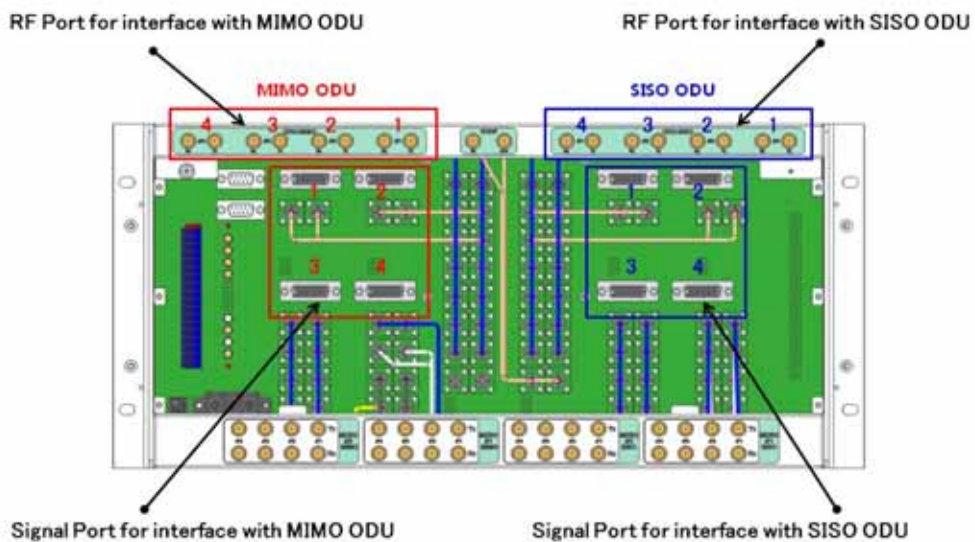 RF Port for interface with MIMO ODU
RF Port for interface with SISO ODU
MIMO ODU
SISO ODU
4 3 2 1
4 3 2 1
1 2
1 2
3 4
3 4
Signal Port for interface with MIMO ODU
Signal Port for interface with SISO ODU